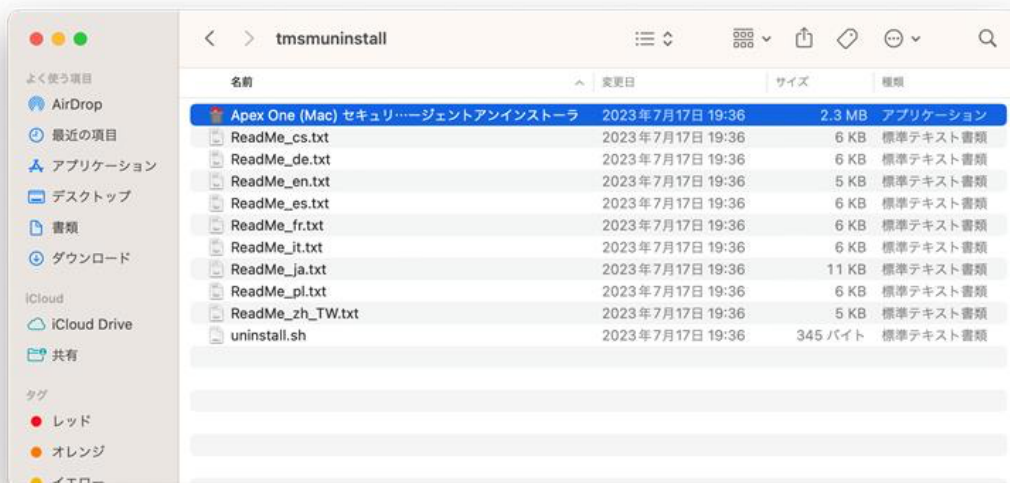 tmsmuninstall
よく使う項目
AirDrop
最近の項目
アプリケーション
デスクトップ
書類
ダウンロード
iCloud
iCloud Drive
共有
タグ
レッド
オレンジ
イエロー
名前 変更日 サイズ 種類
Apex One (Mac) セキュリ…ージェントアンインストーラ 2023年7月17日 19:36 2.3 MB アプリケーション
ReadMe_cs.txt 2023年7月17日 19:36 6 KB 標準テキスト書類
ReadMe_de.txt 2023年7月17日 19:36 6 KB 標準テキスト書類
ReadMe_en.txt 2023年7月17日 19:36 5 KB 標準テキスト書類
ReadMe_es.txt 2023年7月17日 19:36 6 KB 標準テキスト書類
ReadMe_fr.txt 2023年7月17日 19:36 6 KB 標準テキスト書類
ReadMe_it.txt 2023年7月17日 19:36 6 KB 標準テキスト書類
ReadMe_ja.txt 2023年7月17日 19:36 11 KB 標準テキスト書類
ReadMe_pl.txt 2023年7月17日 19:36 6 KB 標準テキスト書類
ReadMe_zh_TW.txt 2023年7月17日 19:36 5 KB 標準テキスト書類
uninstall.sh 2023年7月17日 19:36 345 バイト 標準テキスト書類